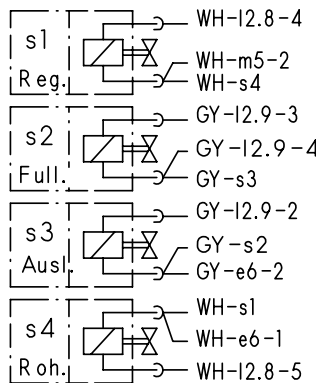 s1
Reg.
WH-12.8-4
WH-m5-2
WH-s4
s2
Full.
GY-12.9-3
GY-12.9-4
GY-s3
s3
Ausl.
GY-12.9-2
GY-s2
GY-e6-2
s4
Roh.
WH-s1
WH-e6-1
WH-12.8-5